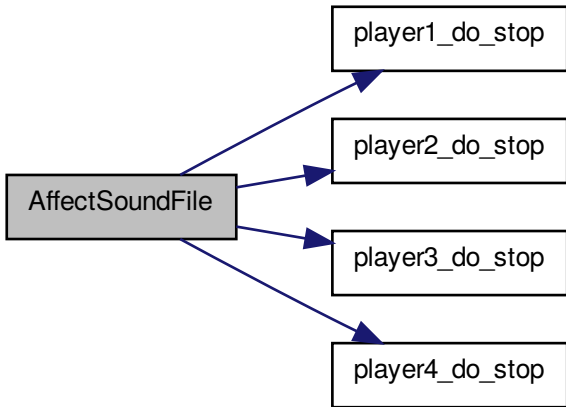 player1_do_stop
player2_do_stop
AffectSoundFile
player3_do_stop
player4_do_stop